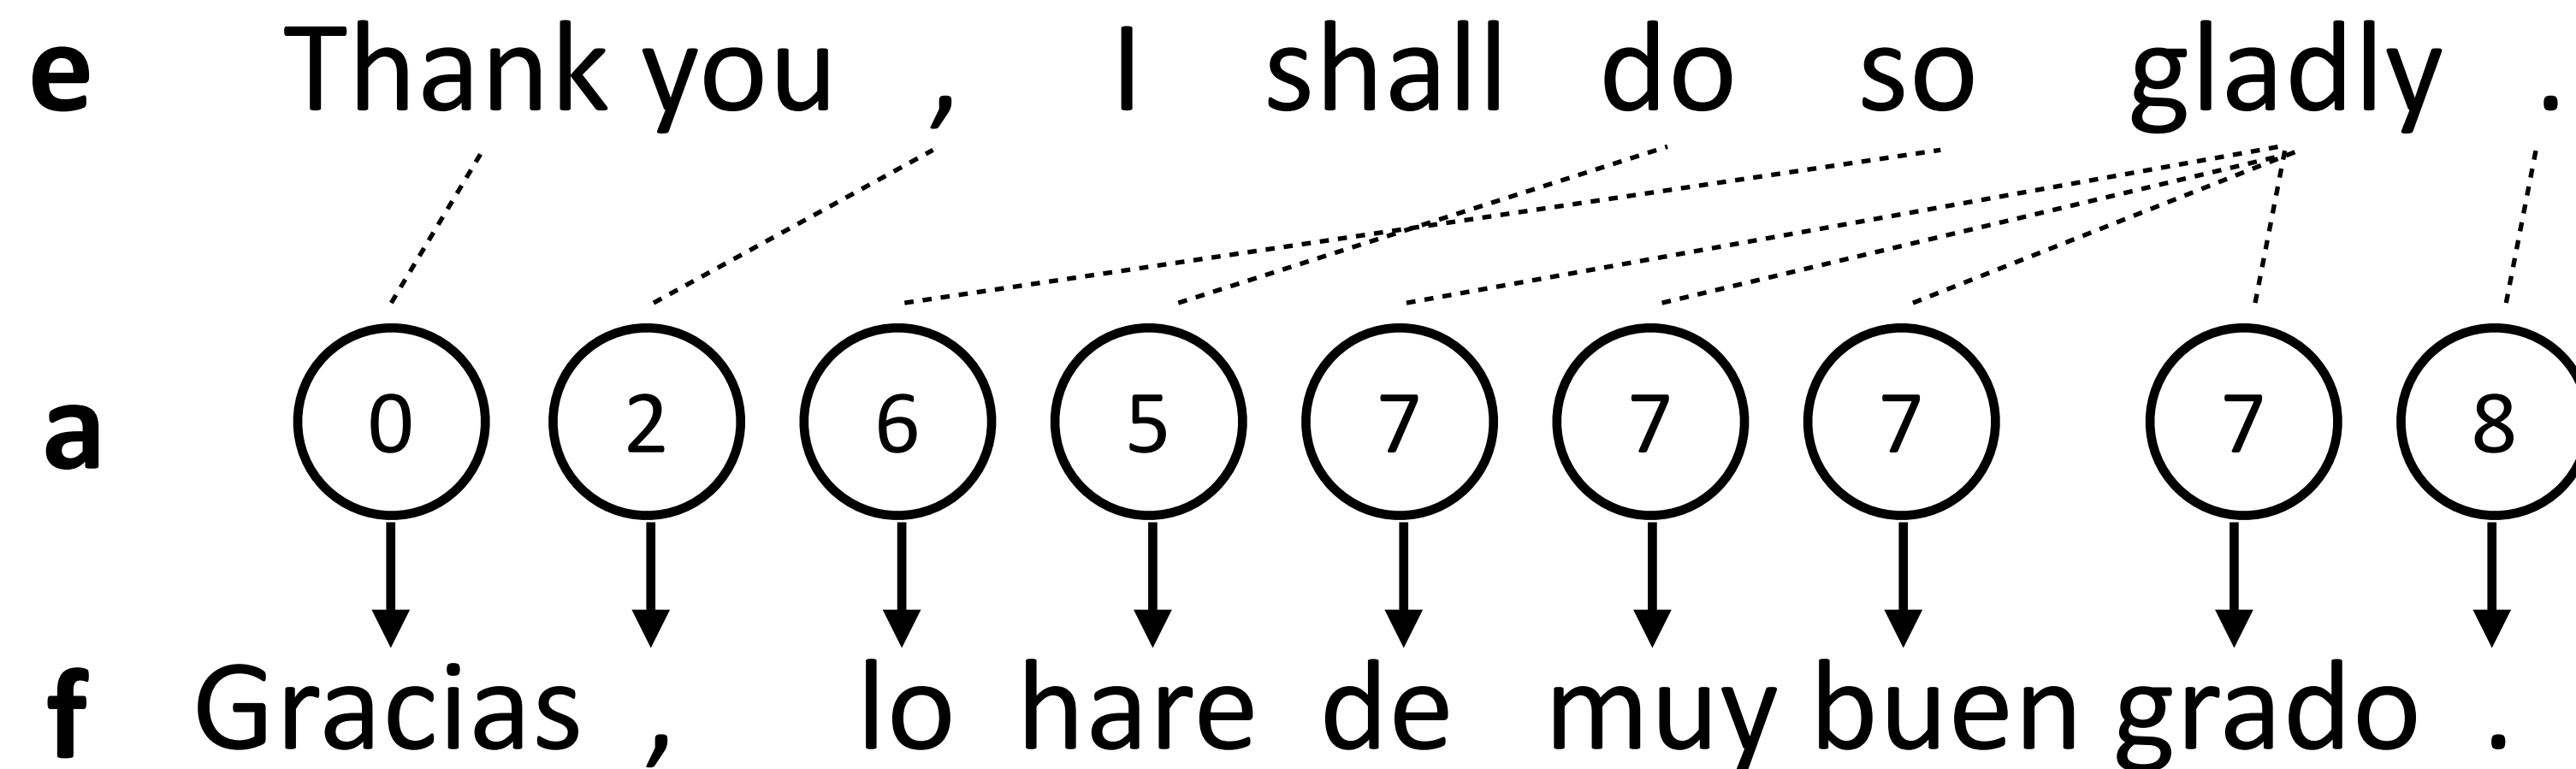 e Thank you , I shall do so gladly .
a 0 2 6 5 7 7 7 7 8
f Gracias , lo hare de muy buen grado .